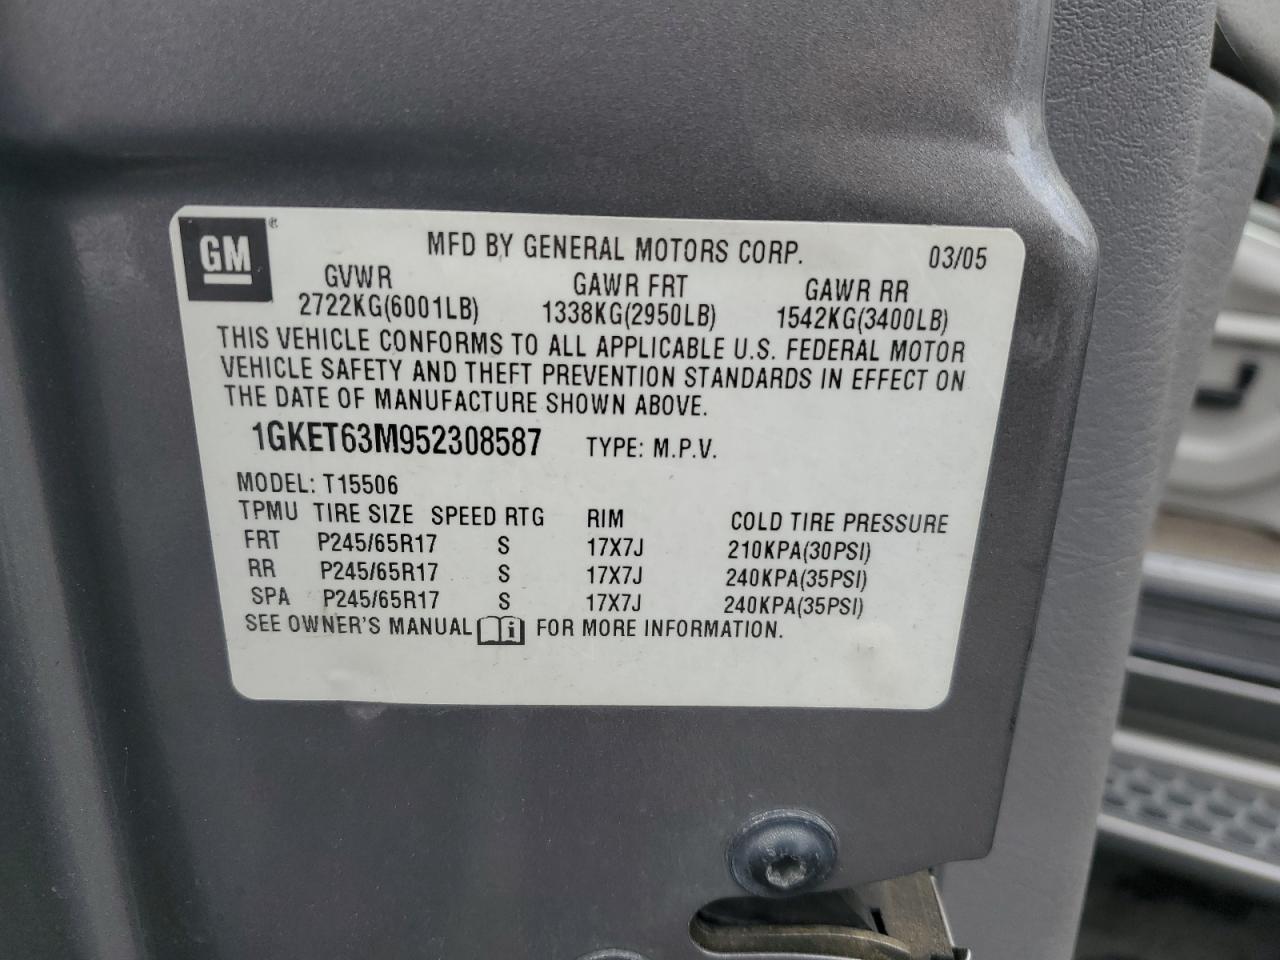 GM ®
MFD BY GENERAL MOTORS CORP. 03/05
GVWR GAWR FRT GAWR RR
2722KG(6001LB) 1338KG(2950LB) 1542KG(3400LB)
THIS VEHICLE CONFORMS TO ALL APPLICABLE U.S. FEDERAL MOTOR
VEHICLE SAFETY AND THEFT PREVENTION STANDARDS IN EFFECT ON
THE DATE OF MANUFACTURE SHOWN ABOVE.
1GKET63M952308587 TYPE: M.P.V.
MODEL: T15506
TPMU TIRE SIZE SPEED RTG RIM COLD TIRE PRESSURE
FRT P245/65R17 S 17X7J 210KPA(30PSI)
RR P245/65R17 S 17X7J 240KPA(35PSI)
SPA P245/65R17 S 17X7J 240KPA(35PSI)
SEE OWNER'S MANUAL i FOR MORE INFORMATION.